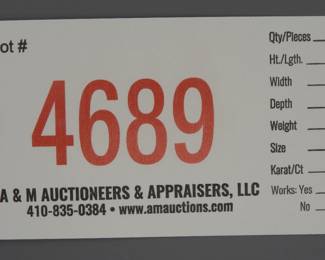 ot #
4689
A & M AUCTIONEERS & APPRAISERS, LLC
410-835-0384 • www.amauctions.com
Qty/Pieces
Ht./Lgth.
Width
Depth
Weight
Size
Karat/Ct
Works: Yes
No